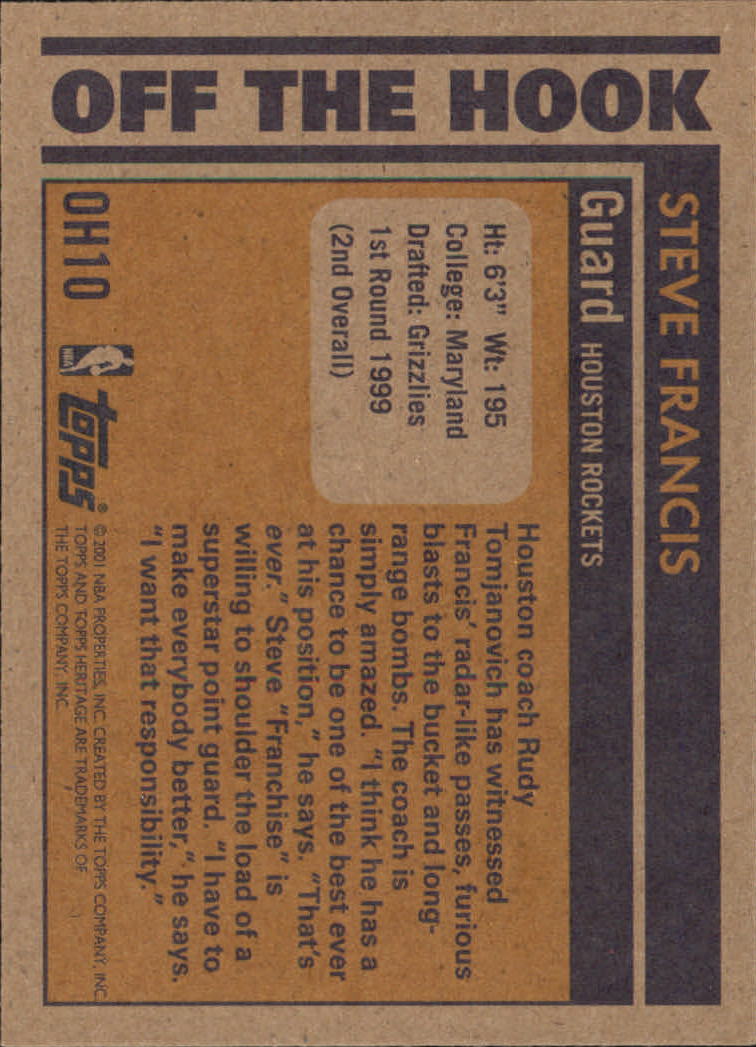 OFF THE HOOK
STEVE FRANCIS
Guard HOUSTON ROCKETS
Ht: 6'3" Wt: 195
College: Maryland
Drafted: Grizzlies
1st Round 1999
(2nd Overall)
Houston coach Rudy
Tomjanovich has witnessed
Francis' radar-like passes, furious
blasts to the bucket and long-
range bombs. The coach is
simply amazed. "I think he has a
chance to be one of the best ever
at his position," he says. "That's
ever." Steve "Franchise" is
willing to shoulder the load of a
superstar point guard. "I have to
make everybody better," he says.
"I want that responsibility."
OH10
NBA
topps®
© 2001 NBA PROPERTIES, INC. CREATED BY THE TOPPS COMPANY, INC.
TOPPS AND TOPPS HERITAGE ARE TRADEMARKS OF
THE TOPPS COMPANY, INC.